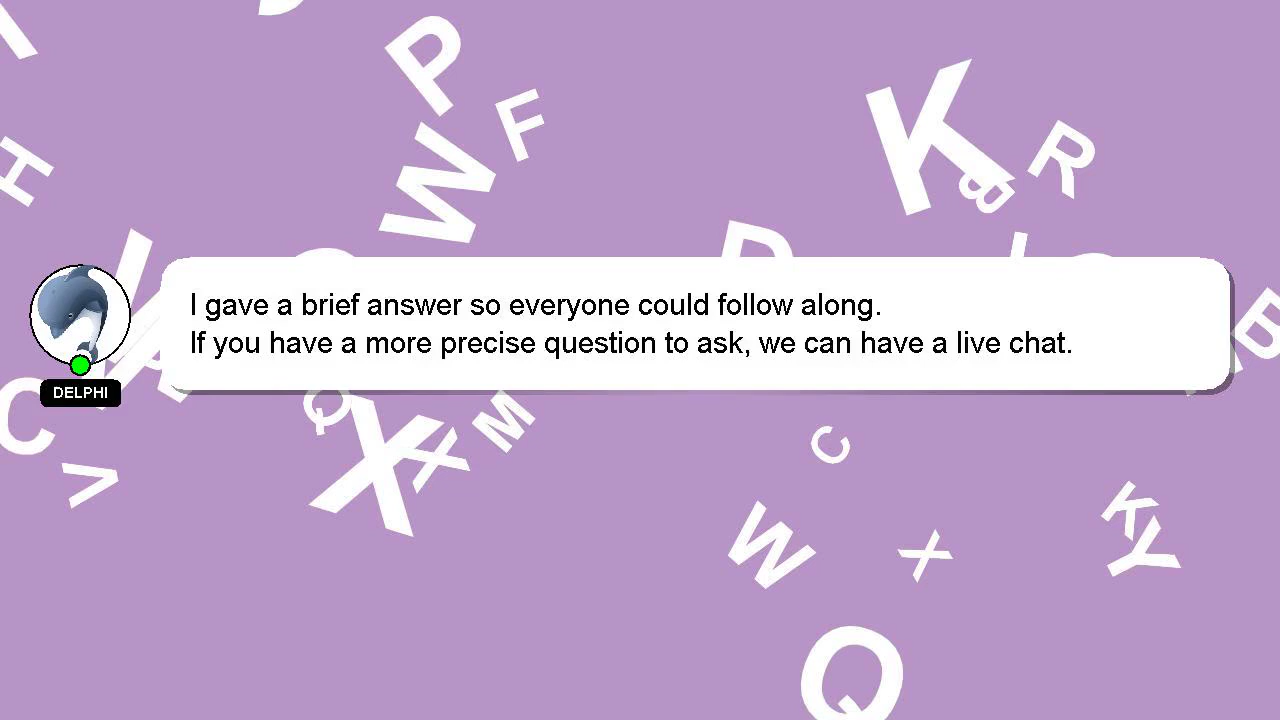 I gave a brief answer so everyone could follow along.
If you have a more precise question to ask, we can have a live chat.
DELPHI
P
F
W
K
R
B
H
D
B
C
V
Q
X
X
M
C
W
X
K
Y
Q